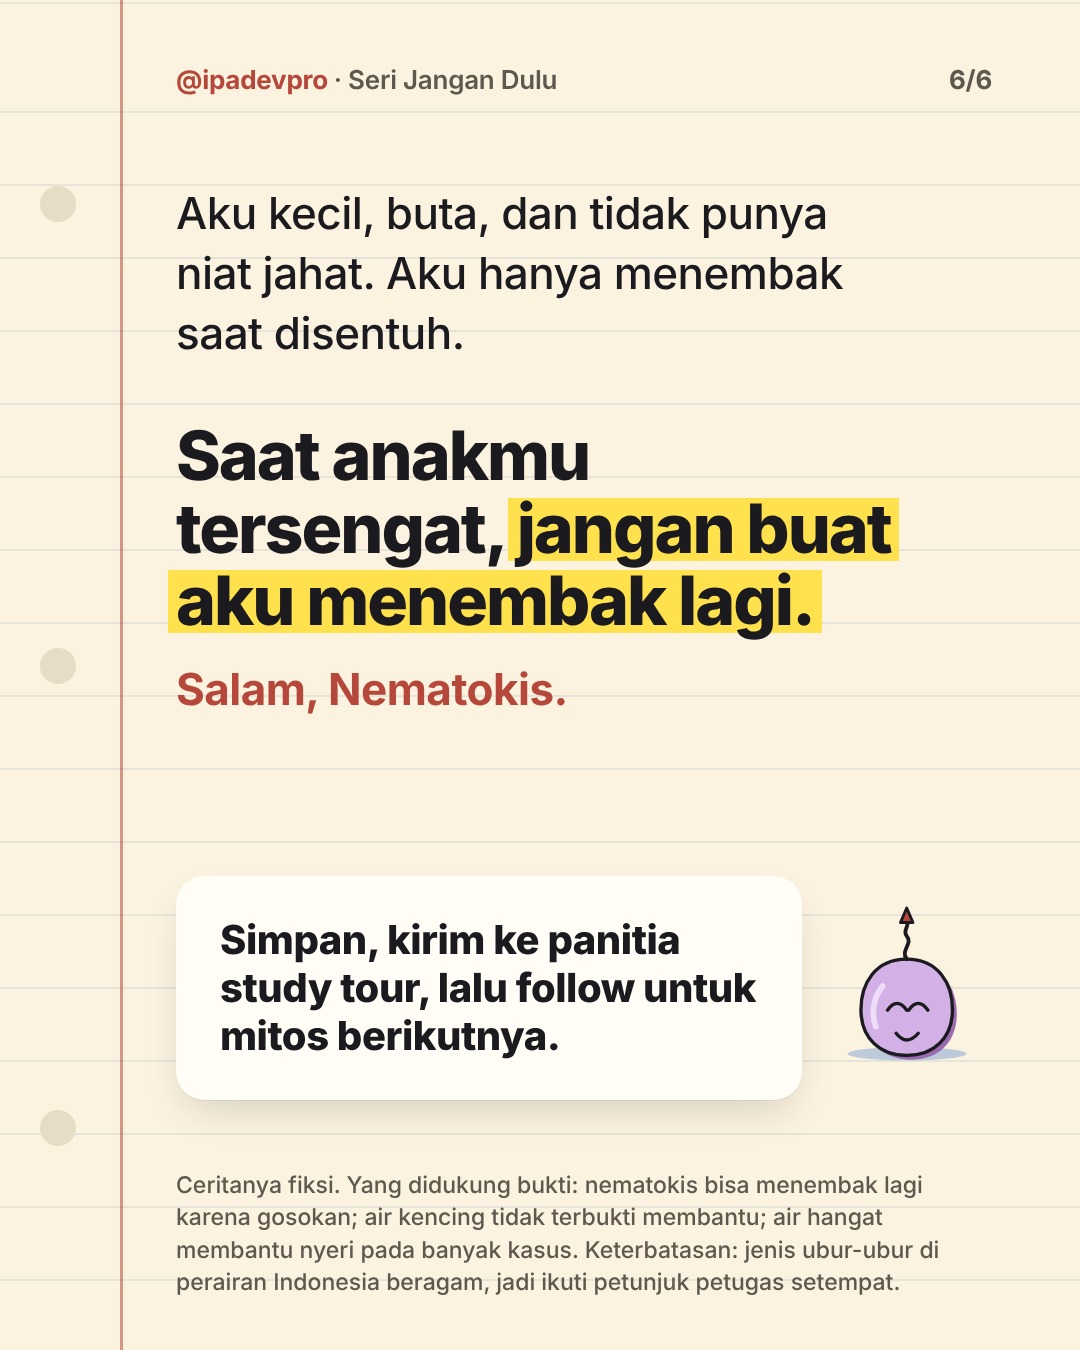 @ipadevpro · Seri Jangan Dulu
6/6
Aku kecil, buta, dan tidak punya
niat jahat. Aku hanya menembak
saat disentuh.
Saat anakmu
tersengat, jangan buat
aku menembak lagi.
Salam, Nematokis.
Simpan, kirim ke panitia
study tour, lalu follow untuk
mitos berikutnya.
Ceritanya fiksi. Yang didukung bukti: nematokis bisa menembak lagi
karena gosokan; air kencing tidak terbukti membantu; air hangat
membantu nyeri pada banyak kasus. Keterbatasan: jenis ubur-ubur di
perairan Indonesia beragam, jadi ikuti petunjuk petugas setempat.